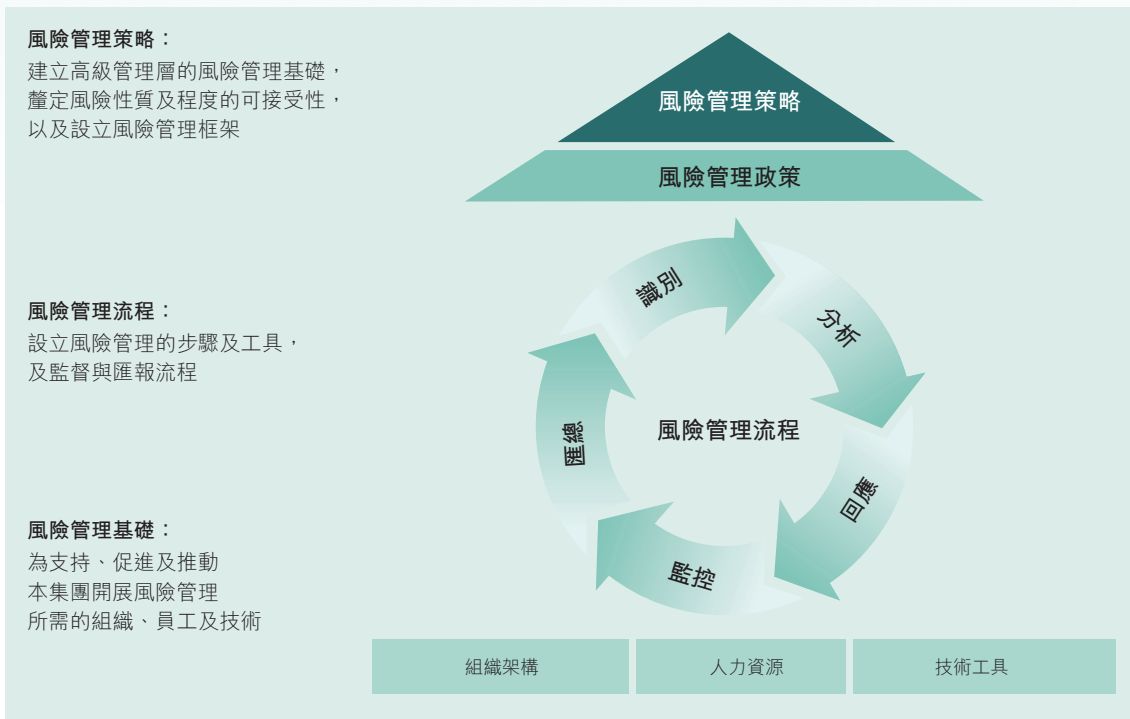 風險管理策略：
建立高級管理層的風險管理基礎，
釐定風險性質及程度的可接受性，
以及設立風險管理框架
風險管理策略
風險管理政策
風險管理流程：
設立風險管理的步驟及工具，
及監督與匯報流程
識別
分析
回應
監控
匯總
風險管理流程
風險管理基礎：
為支持、促進及推動
本集團開展風險管理
所需的組織、員工及技術
組織架構
人力資源
技術工具